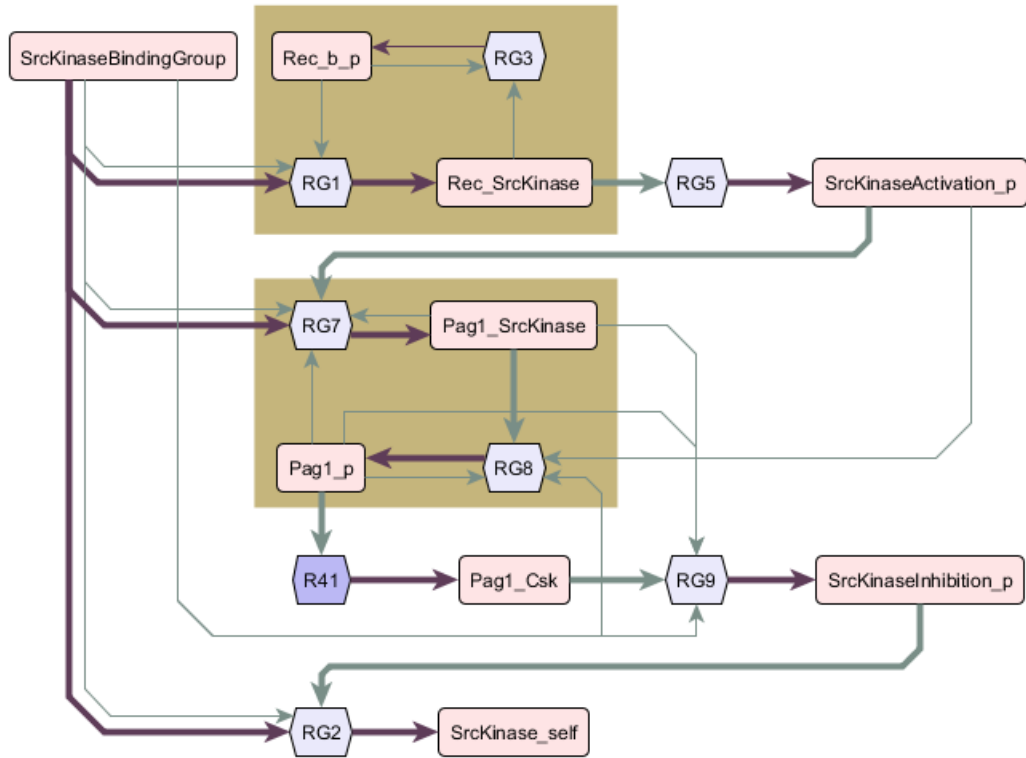 SrcKinaseBindingGroup
Rec_b_p
RG3
RG1
Rec_SrcKinase
RG5
SrcKinaseActivation_p
RG7
Pag1_SrcKinase
Pag1_p
RG8
R41
Pag1_Csk
RG9
SrcKinaseInhibition_p
RG2
SrcKinase_self